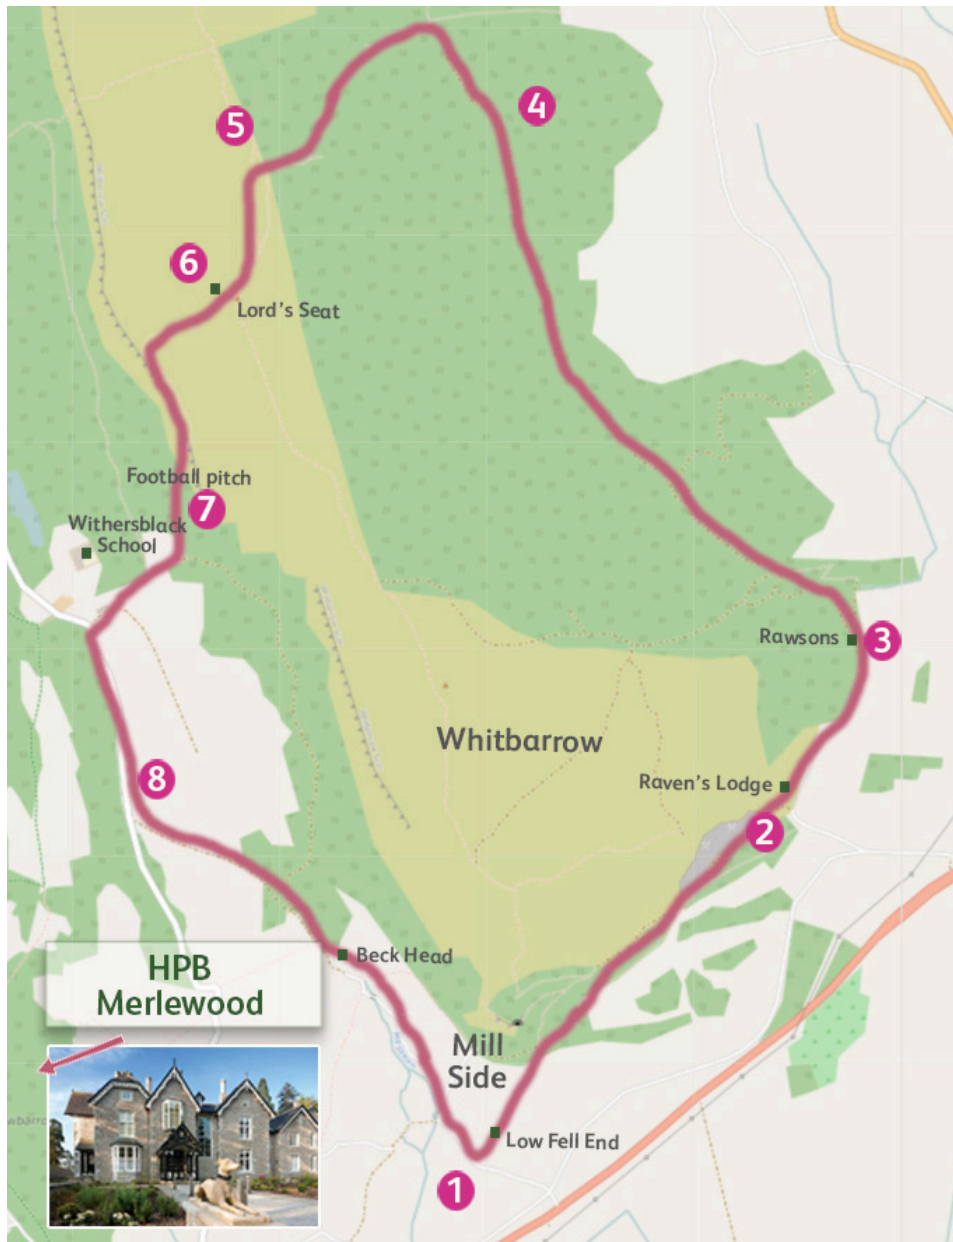 4
5
6
Lord's Seat
Football pitch
7
Withersblack
School
Rawsons
3
Whitbarrow
8
Raven's Lodge
2
Beck Head
HPB
Merlewood
Mill
Side
Low Fell End
1